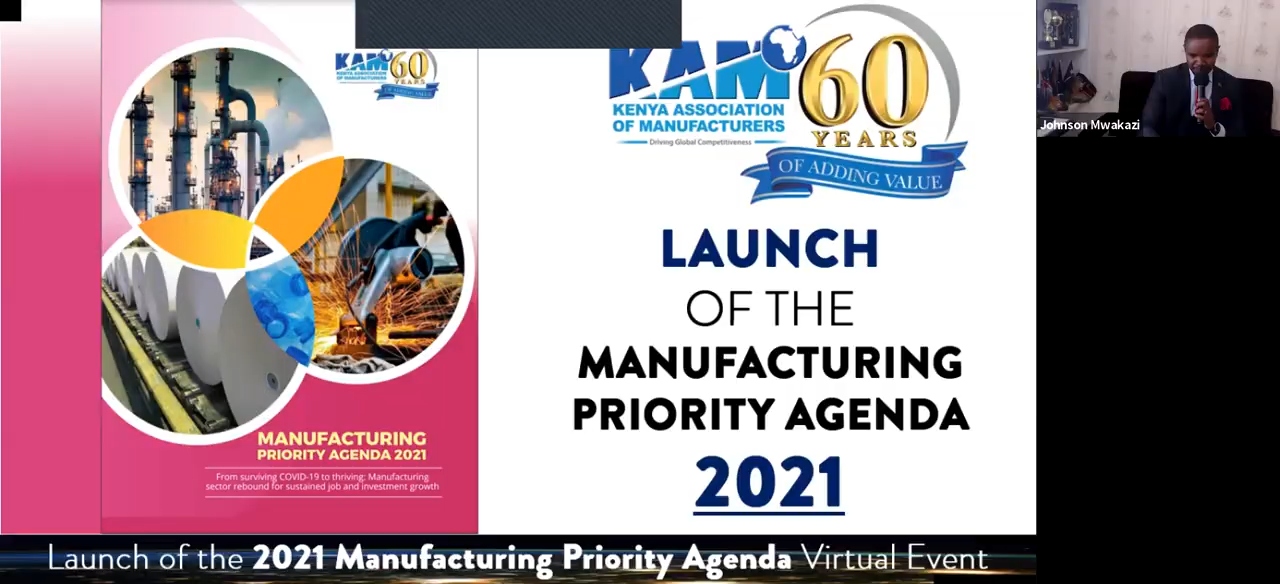 KAM
KENYA ASSOCIATION
OF MANUFACTURERS
60
YEARS
OF ADDING VALUE
MANUFACTURING
PRIORITY AGENDA 2021
From surviving COVID-19 to thriving: Manufacturing
sector rebound for sustained job and investment growth
KAM
KENYA ASSOCIATION
OF MANUFACTURERS
Driving Global Competitiveness
60
YEARS
OF ADDING VALUE
LAUNCH
OF THE
MANUFACTURING
PRIORITY AGENDA
2021
Johnson Mwakazi
Launch of the 2021 Manufacturing Priority Agenda Virtual Event